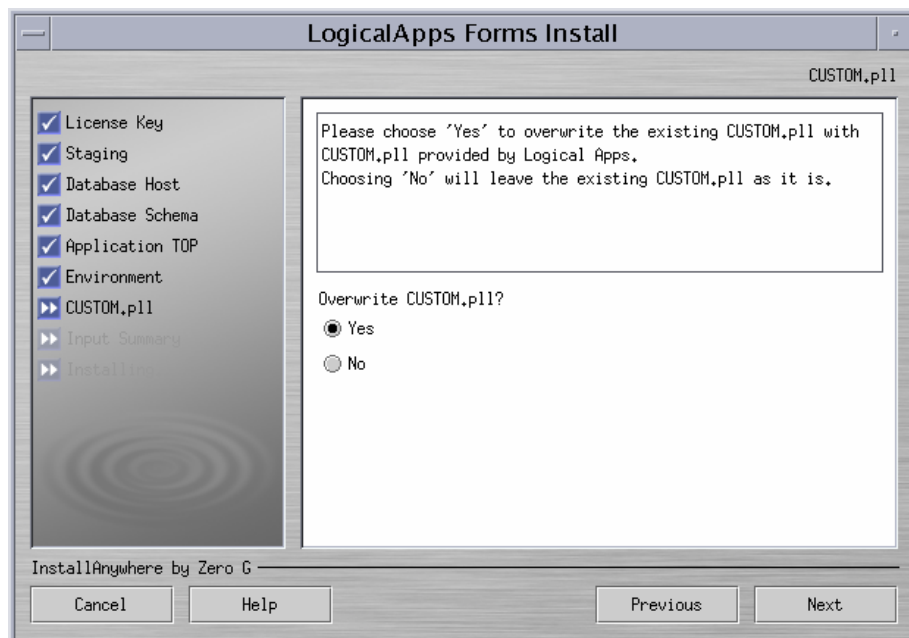 LogicalApps Forms Install
CUSTOM.pll
License Key
Staging
Database Host
Database Schema
Application TOP
Environment
CUSTOM.pll
Input Summary
Installing...
Please choose 'Yes' to overwrite the existing CUSTOM.pll with
CUSTOM.pll provided by Logical Apps.
Choosing 'No' will leave the existing CUSTOM.pll as it is.
Overwrite CUSTOM.pll?
Yes
No
InstallAnywhere by Zero G
Cancel
Help
Previous
Next